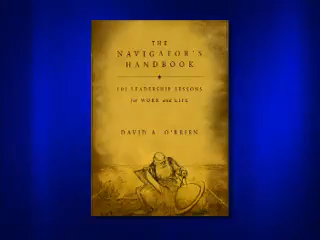 THE
NAVIGATOR'S
HANDBOOK
101 LEADERSHIP LESSONS
for WORK and LIFE
DAVID A. O'BRIEN